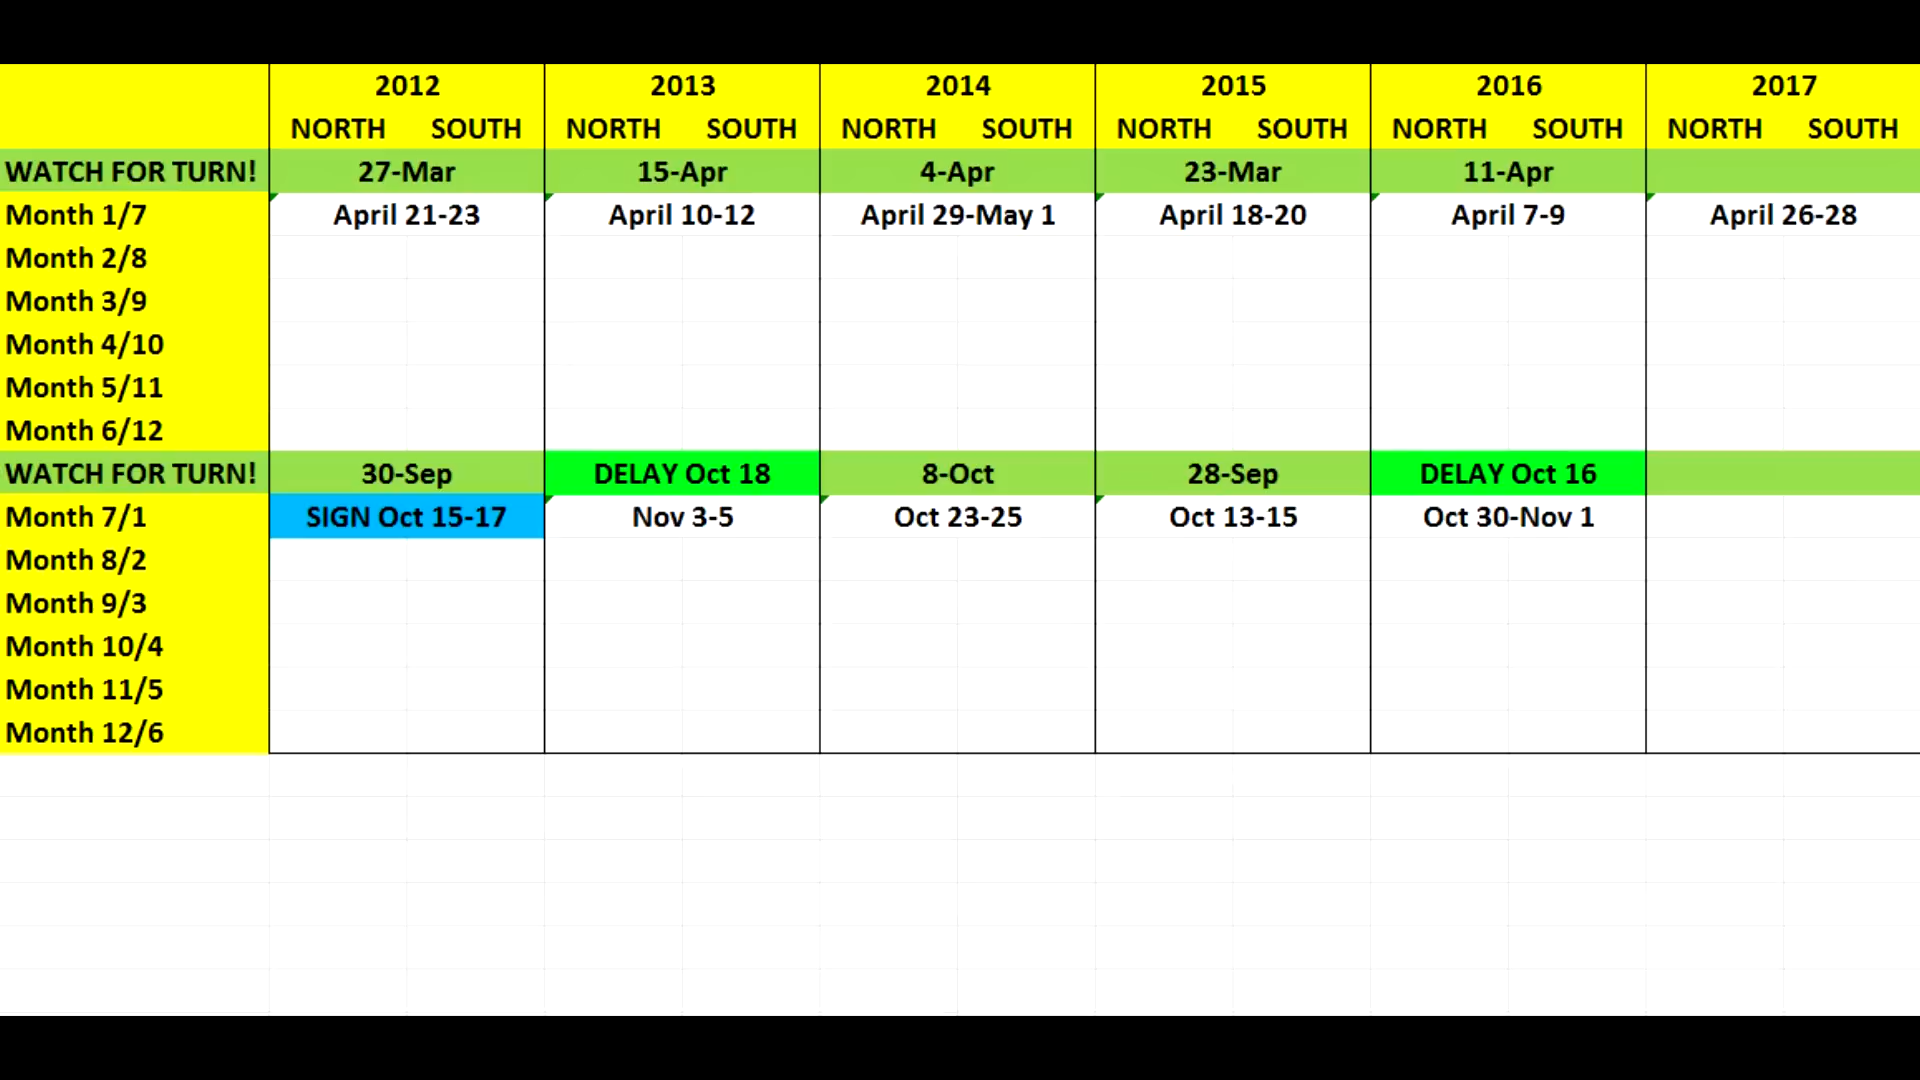 2012 2013 2014 2015 2016 2017
NORTH SOUTH NORTH SOUTH NORTH SOUTH NORTH SOUTH NORTH SOUTH NORTH SOUTH
WATCH FOR TURN! 27-Mar 15-Apr 4-Apr 23-Mar 11-Apr
Month 1/7 April 21-23 April 10-12 April 29-May 1 April 18-20 April 7-9 April 26-28
Month 2/8
Month 3/9
Month 4/10
Month 5/11
Month 6/12
WATCH FOR TURN! 30-Sep DELAY Oct 18 8-Oct 28-Sep DELAY Oct 16
Month 7/1 SIGN Oct 15-17 Nov 3-5 Oct 23-25 Oct 13-15 Oct 30-Nov 1
Month 8/2
Month 9/3
Month 10/4
Month 11/5
Month 12/6